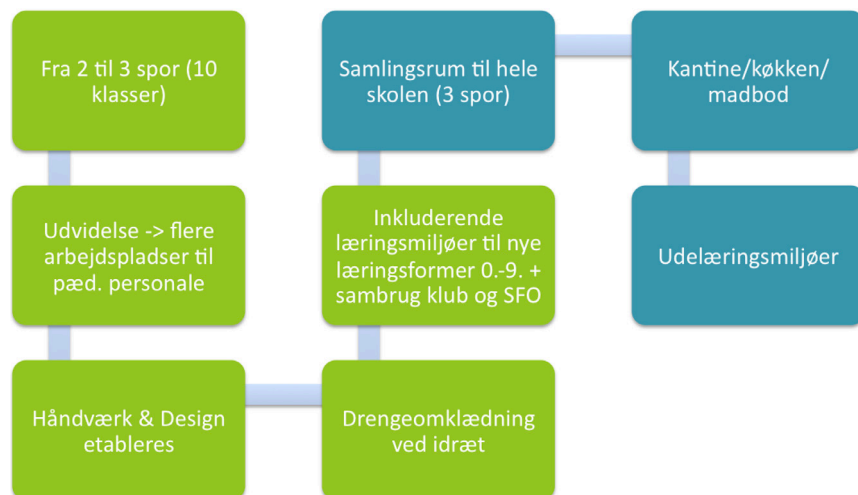 Fra 2 til 3 spor (10
klasser)
Udvidelse -> flere
arbejdspladser til
pæd. personale
Håndværk & Design
etableres
Drengeomklædning
ved idræt
Inkluderende
læringsmiljøer til nye
læringsformer 0.-9. +
sambrug klub og SFO
Samlingsrum til hele
skolen (3 spor)
Kantine/køkken/
madbod
Udelæringsmiljøer